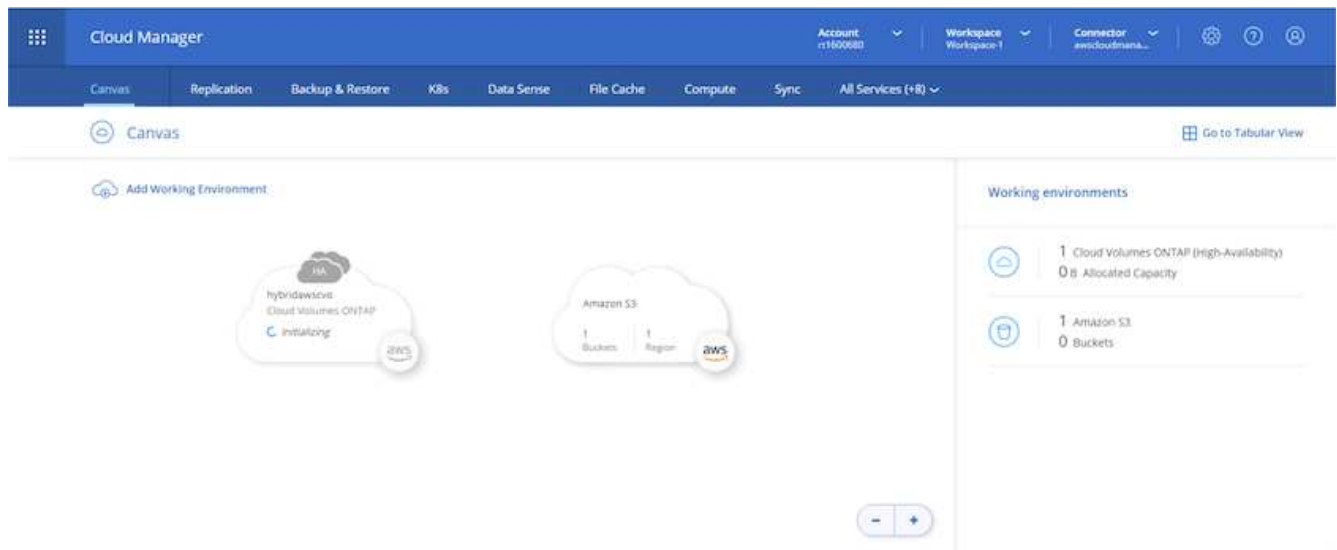 Cloud Manager
Account
rt1600680
Workspace
Workspace-1
Connector
awscloudmana...
Canvas
Replication
Backup & Restore
K8s
Data Sense
File Cache
Compute
Sync
All Services (+8)
Canvas
Go to Tabular View
Add Working Environment
Working environments
HA
hybridawscvo
Cloud Volumes ONTAP
Initializing
aws
Amazon S3
1
Buckets
1
Region
aws
1 Cloud Volumes ONTAP (High-Availability)
0 B Allocated Capacity
1 Amazon S3
0 Buckets